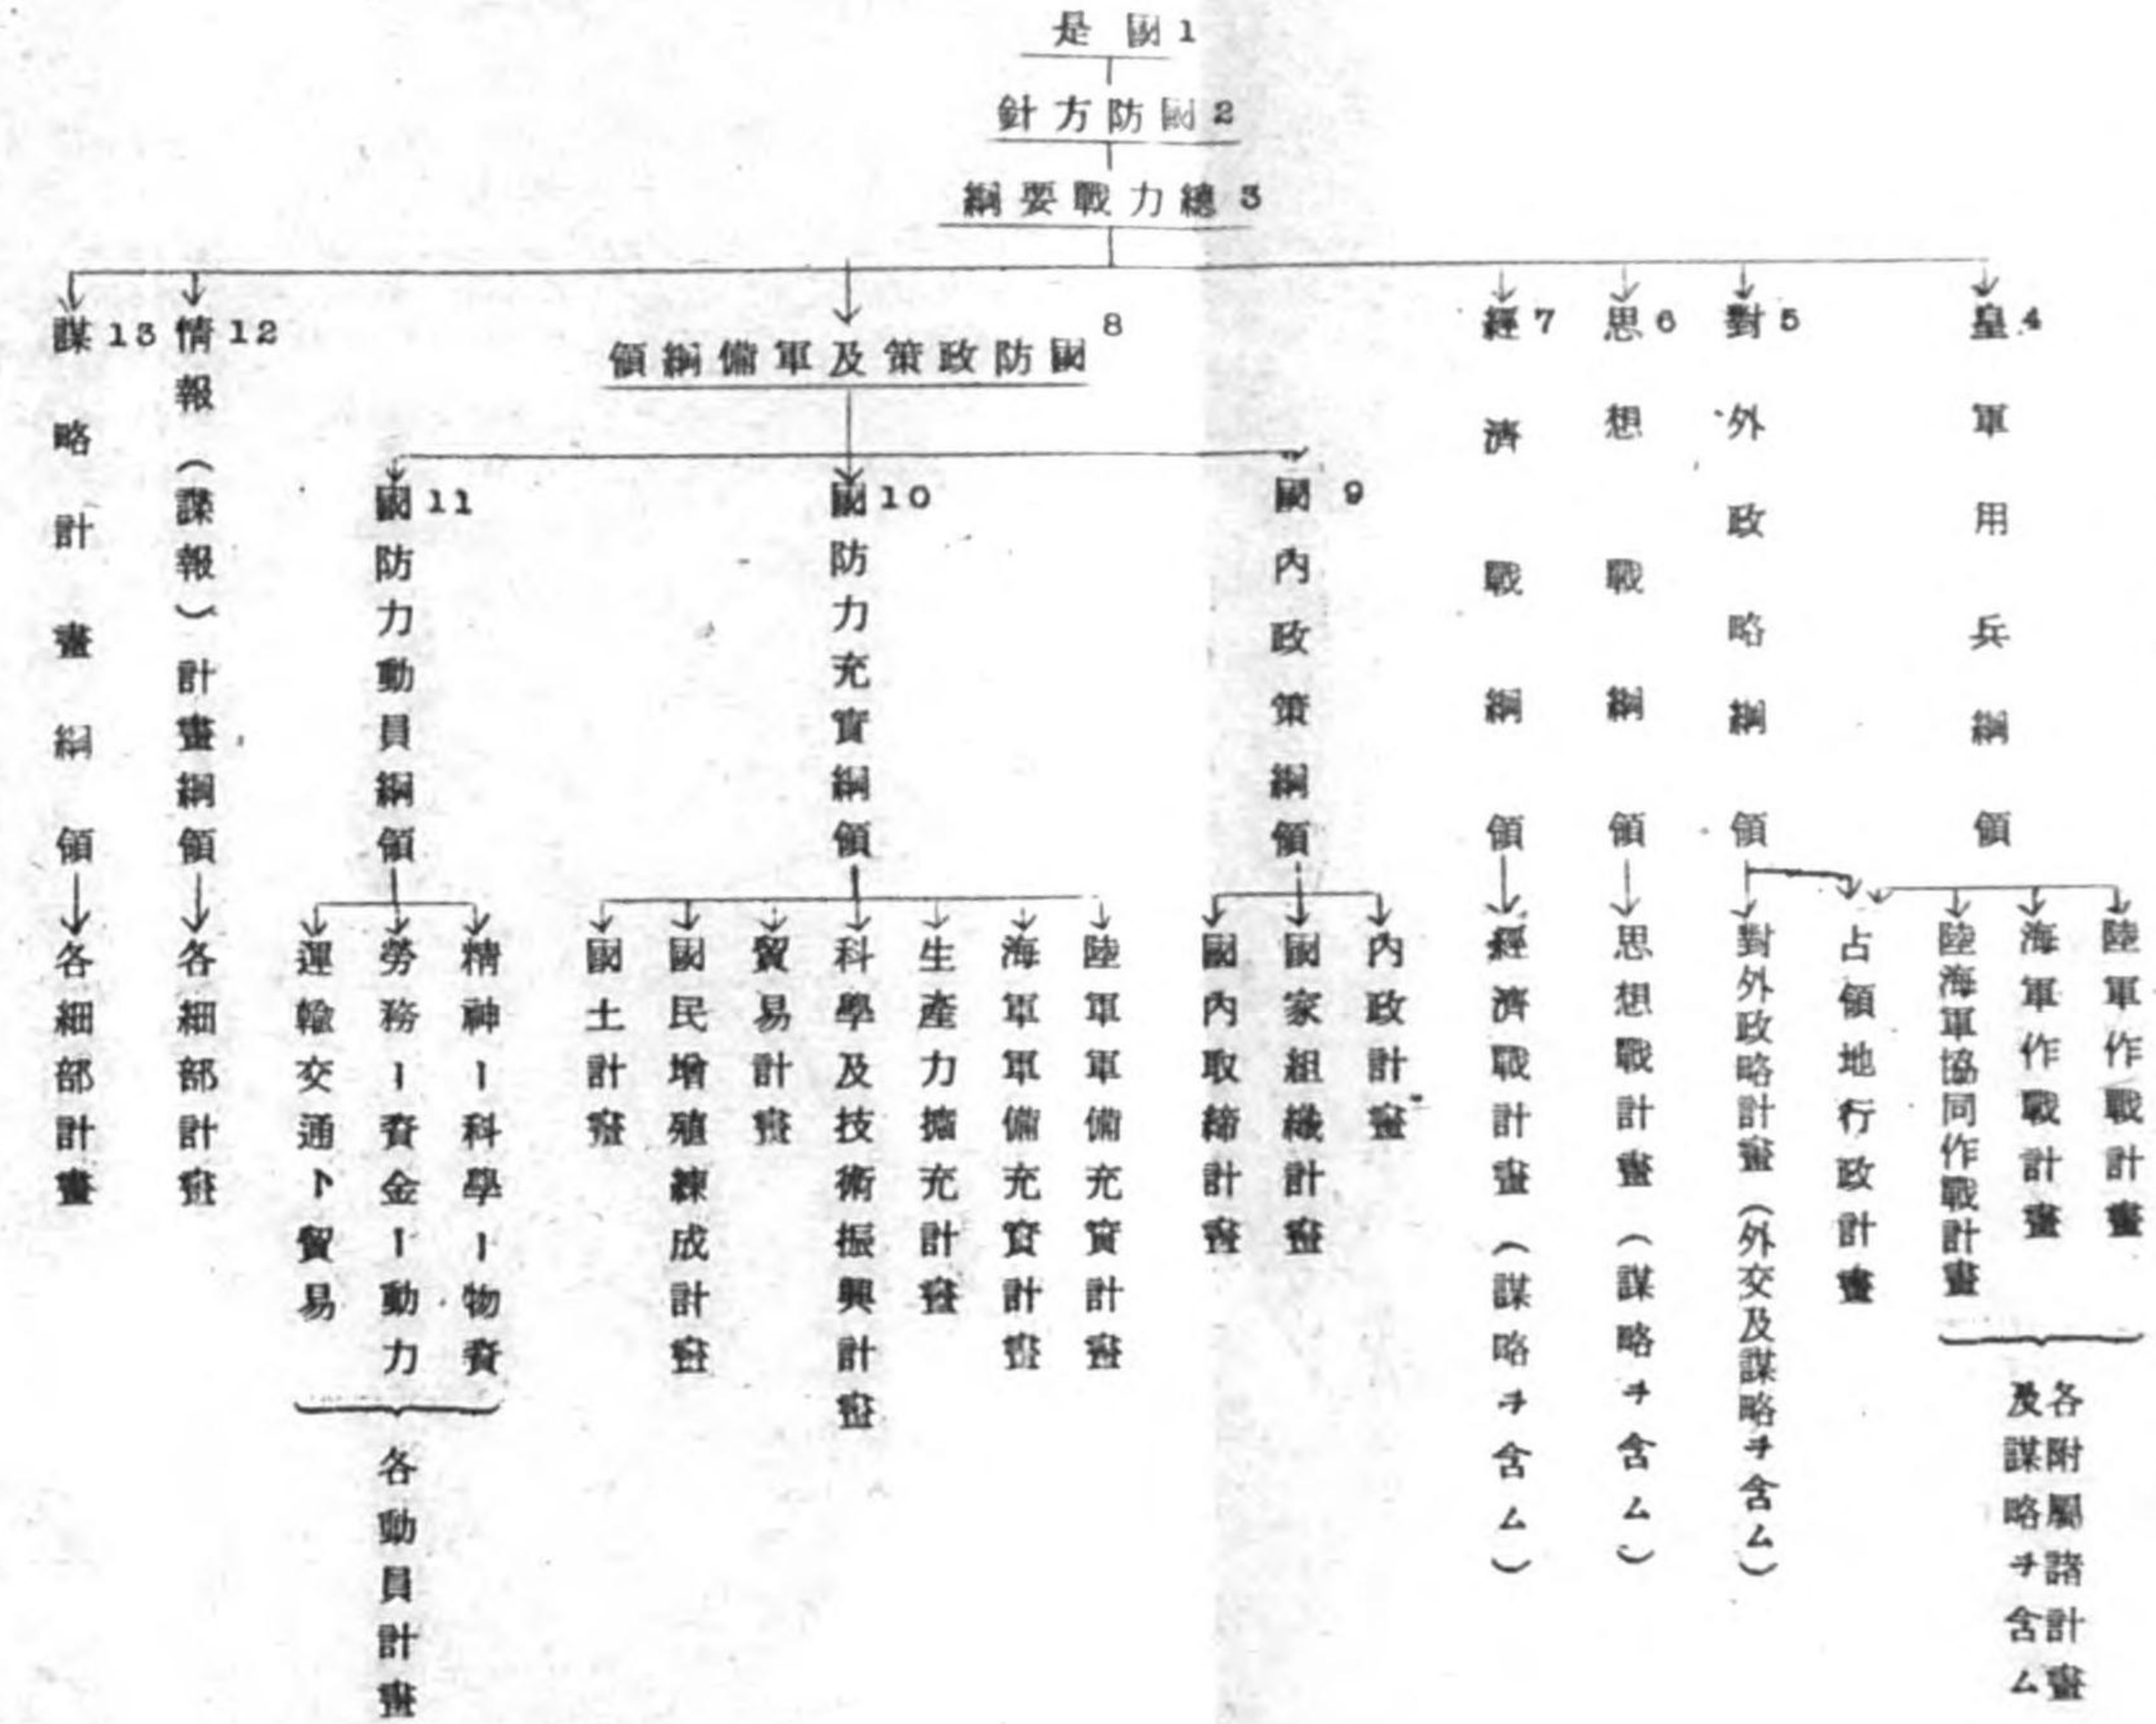 1 國是
2 國防方針
3 總力戰要綱
4 皇軍用兵綱領
5 對外政略綱領
6 思想戰綱領
7 經濟戰綱領
8 國防政策及軍備綱領
9 國內政策綱領
10 國防力充實綱領
11 國防力動員綱領
12 情報(諜報)計畫綱領
13 謀略計畫綱領
陸軍作戰計畫
海軍作戰計畫
陸海軍協同作戰計畫
各附屬諸計畫
及謀略ヲ含ム
占領地行政計畫
對外政略計畫(外交及謀略ヲ含ム)
思想戰計畫(謀略ヲ含ム)
經濟戰計畫(謀略ヲ含ム)
內政計畫
國家組織計畫
國內取締計畫
陸軍軍備充實計畫
海軍軍備充實計畫
生產力擴充計畫
科學及技術振興計畫
貿易計畫
國民增殖練成計畫
國土計畫
精神ー科學ー物資
勞務ー資金ー動力
運輸交通ト貿易
各動員計畫
各細部計畫
各細部計畫